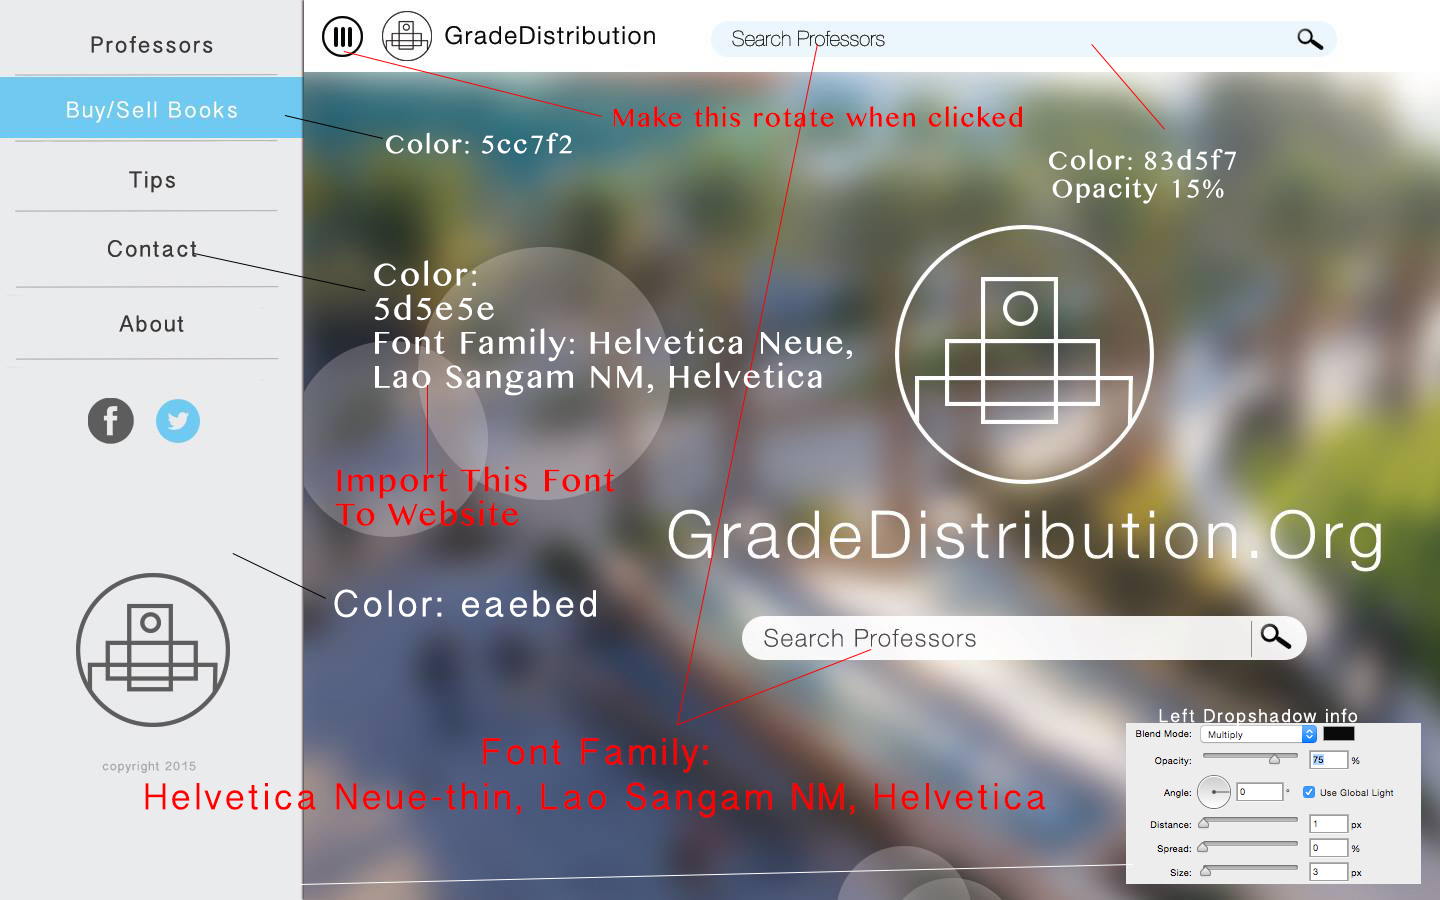 Professors
Buy/Sell Books
Tips
Contact
About
copyright 2015
GradeDistribution
Search Professors
Make this rotate when clicked
Color: 5cc7f2
Color: 83d5f7
Opacity 15%
Color:
5d5e5e
Font Family: Helvetica Neue,
Lao Sangam NM, Helvetica
Import This Font
To Website
GradeDistribution.Org
Color: eaebed
Search Professors
Font Family:
Helvetica Neue-thin, Lao Sangam NM, Helvetica
Left Dropshadow info
Blend Mode: Multiply
Opacity: 75 %
Angle: 0 ° Use Global Light
Distance: 1 px
Spread: 0 %
Size: 3 px